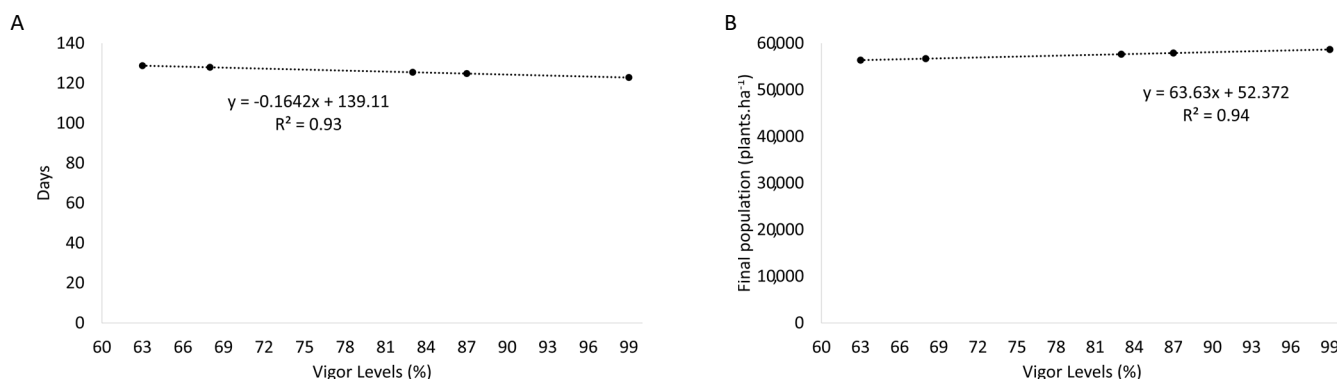 A
140
120
100
80
60
40
20
0
Days
y = -0.1642x + 139.11
R² = 0.93
60 63 66 69 72 75 78 81 84 87 90 93 96 99
Vigor Levels (%)
B
60,000
50,000
40,000
30,000
20,000
10,000
0
Final population (plants.ha⁻¹)
y = 63.63x + 52.372
R² = 0.94
60 63 66 69 72 75 78 81 84 87 90 93 96 99
Vigor Levels (%)